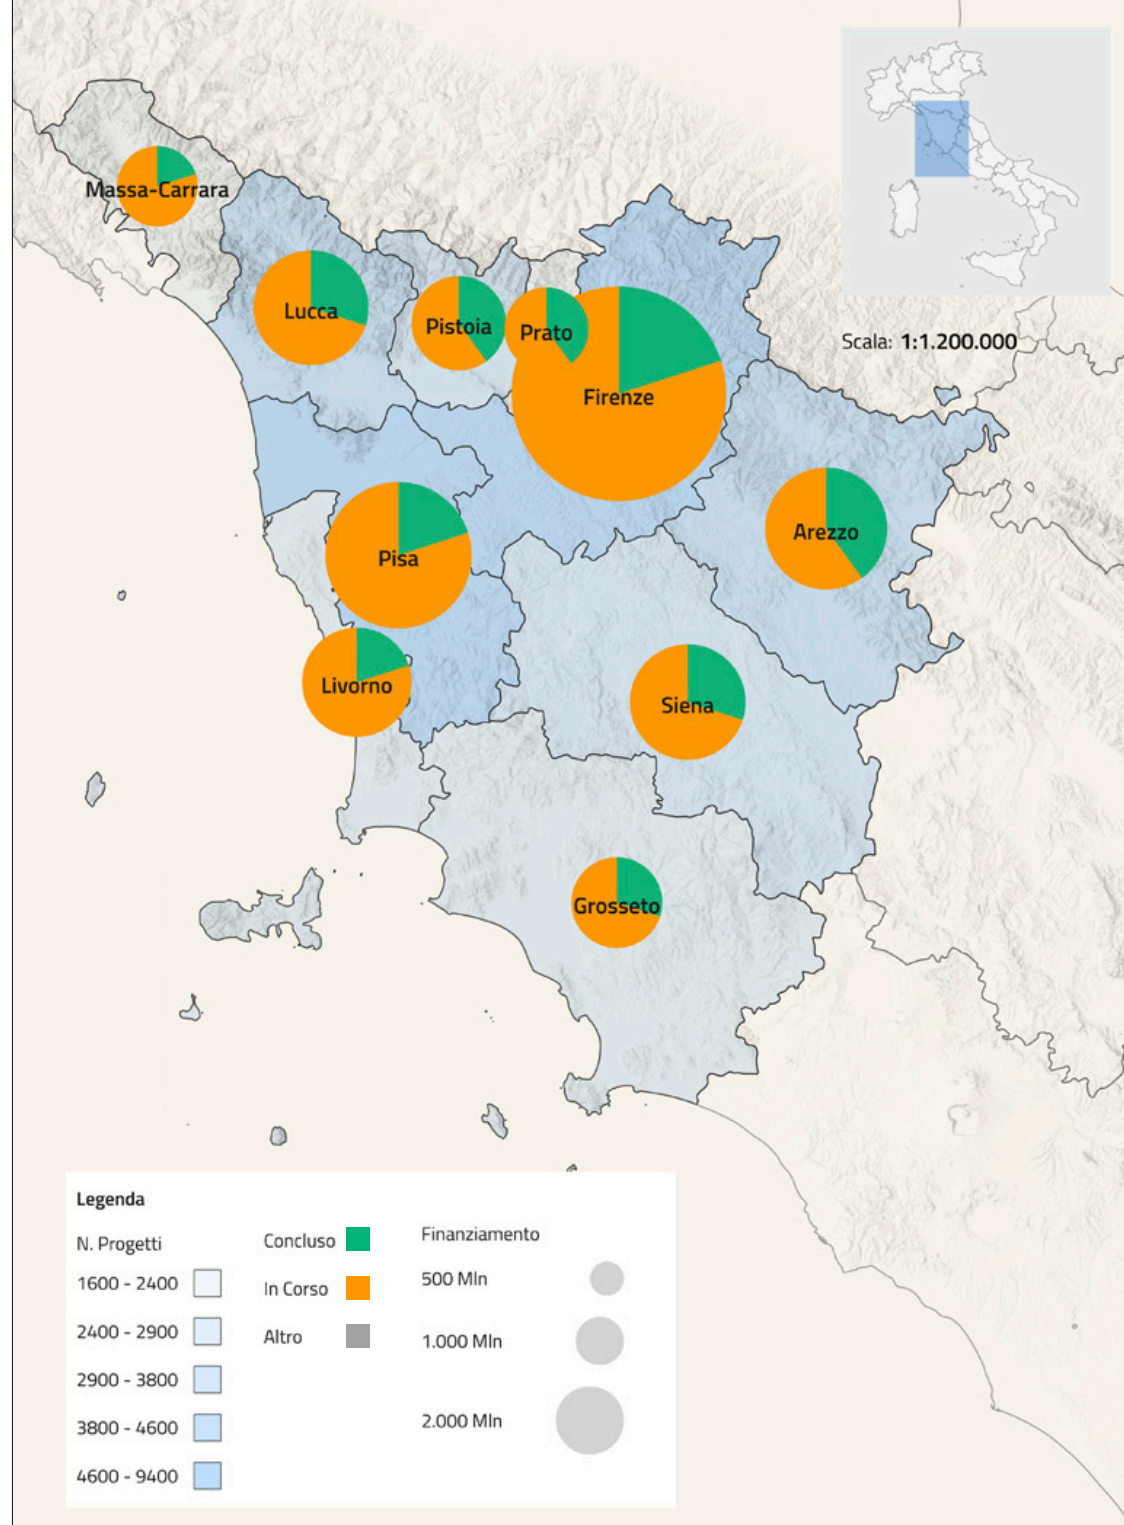 Massa-Carrara
Lucca
Pistoia
Prato
Firenze
Scala: 1:1.200.000
Arezzo
Pisa
Livorno
Siena
Grosseto
Legenda
N. Progetti
1600 - 2400
2400 - 2900
2900 - 3800
3800 - 4600
4600 - 9400
Concluso
In Corso
Altro
Finanziamento
500 Mln
1.000 Mln
2.000 Mln